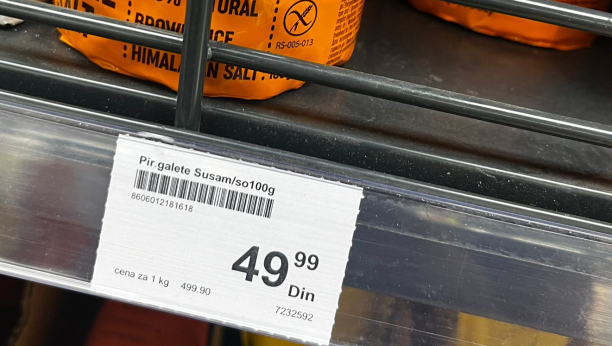 NATURAL
BROWN RICE
HIMALAYAN SALT
RS-005-013
Pir.galete Susam/so100g
8606012181618
49 99
Din
cena za 1 kg 499.90
7232592